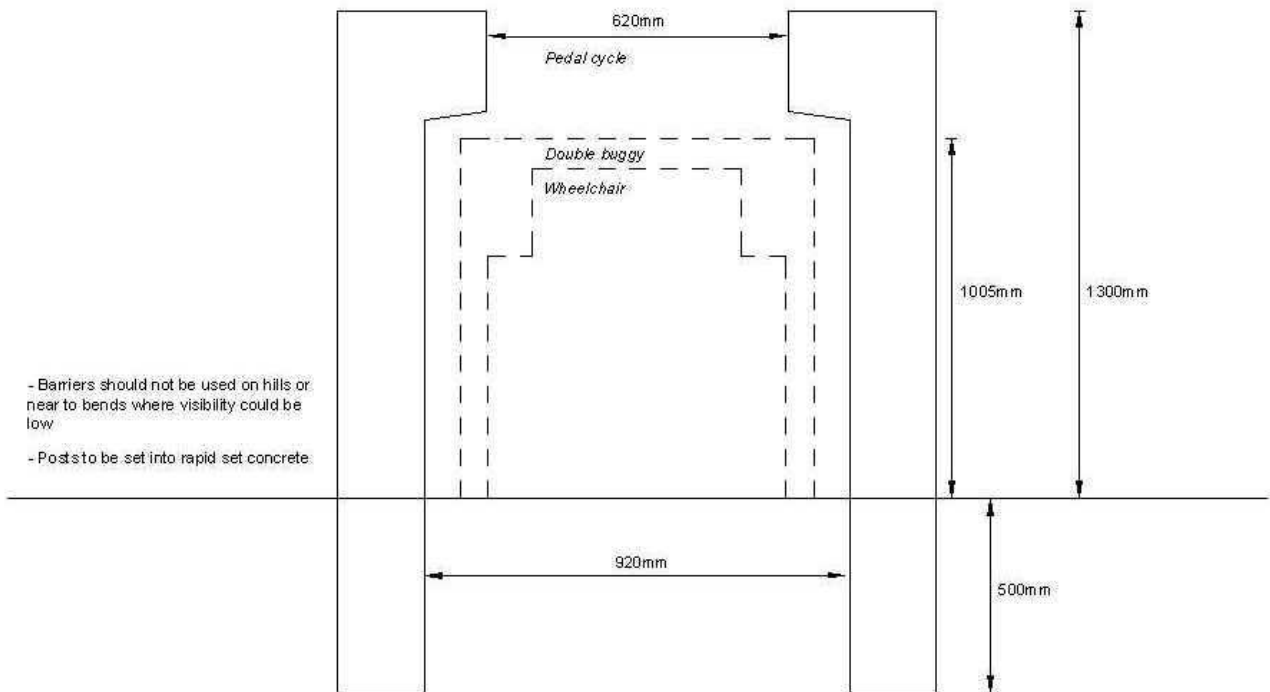 620mm
Pedal cycle
Double buggy
Wheelchair
1005mm
1300mm
- Barriers should not be used on hills or
near to bends where visibility could be
low
- Posts to be set into rapid set concrete
920mm
500mm